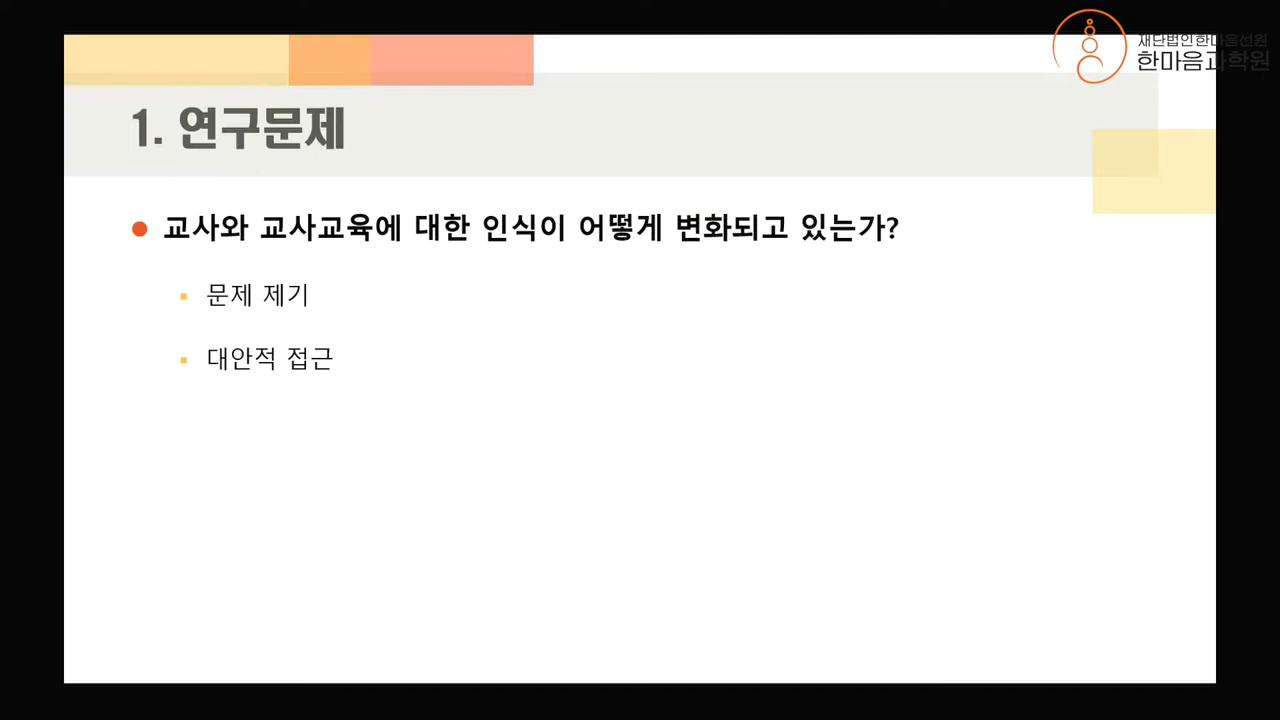 재단법인한마음선원
한마음과학원
1. 연구문제
교사와 교사교육에 대한 인식이 어떻게 변화되고 있는가?
문제 제기
대안적 접근